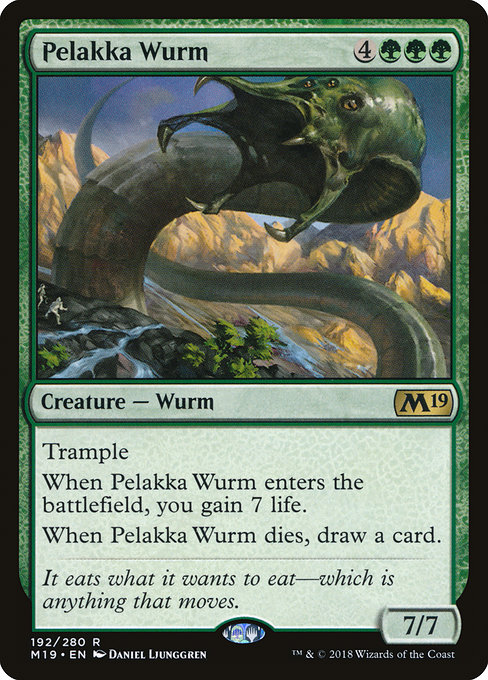 Pelakka Wurm 4
Creature — Wurm M19
Trample
When Pelakka Wurm enters the
battlefield, you gain 7 life.
When Pelakka Wurm dies, draw a card.
It eats what it wants to eat—which is
anything that moves.
7/7
192/280 R
M19 • EN Daniel Ljunggren ™ & © 2018 Wizards of the Coast